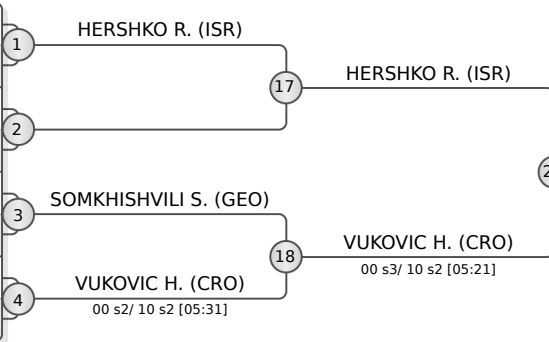 HERSHKO R. (ISR)
1
17
HERSHKO R. (ISR)
2
2
SOMKHISHVILI S. (GEO)
3
18
VUKOVIC H. (CRO)
00 s3/ 10 s2 [05:21]
VUKOVIC H. (CRO)
4
00 s2/ 10 s2 [05:31]